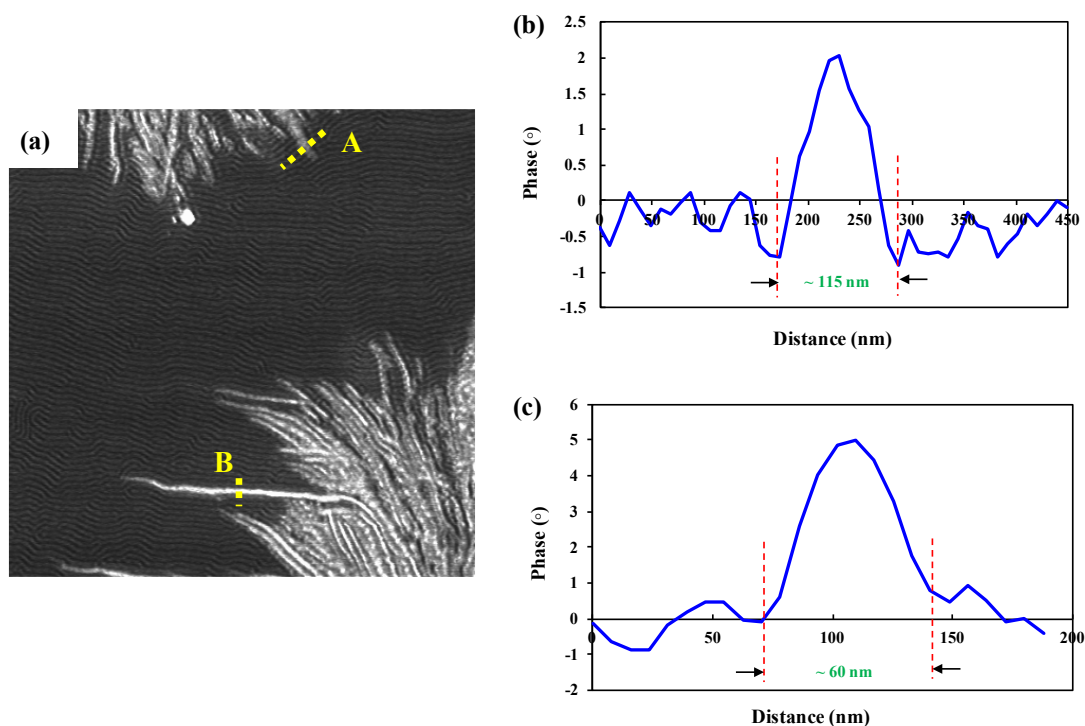 (a)
A
B
(b)
Phase (○)
2.5
2
1.5
1
0.5
0
-0.5
-1
-1.5
0 50 100 150 200 250 300 350 400 450
~ 115 nm
Distance (nm)
(c)
Phase (○)
6
5
4
3
2
1
0
-1
-2
0 50 100 150 200
~ 60 nm
Distance (nm)